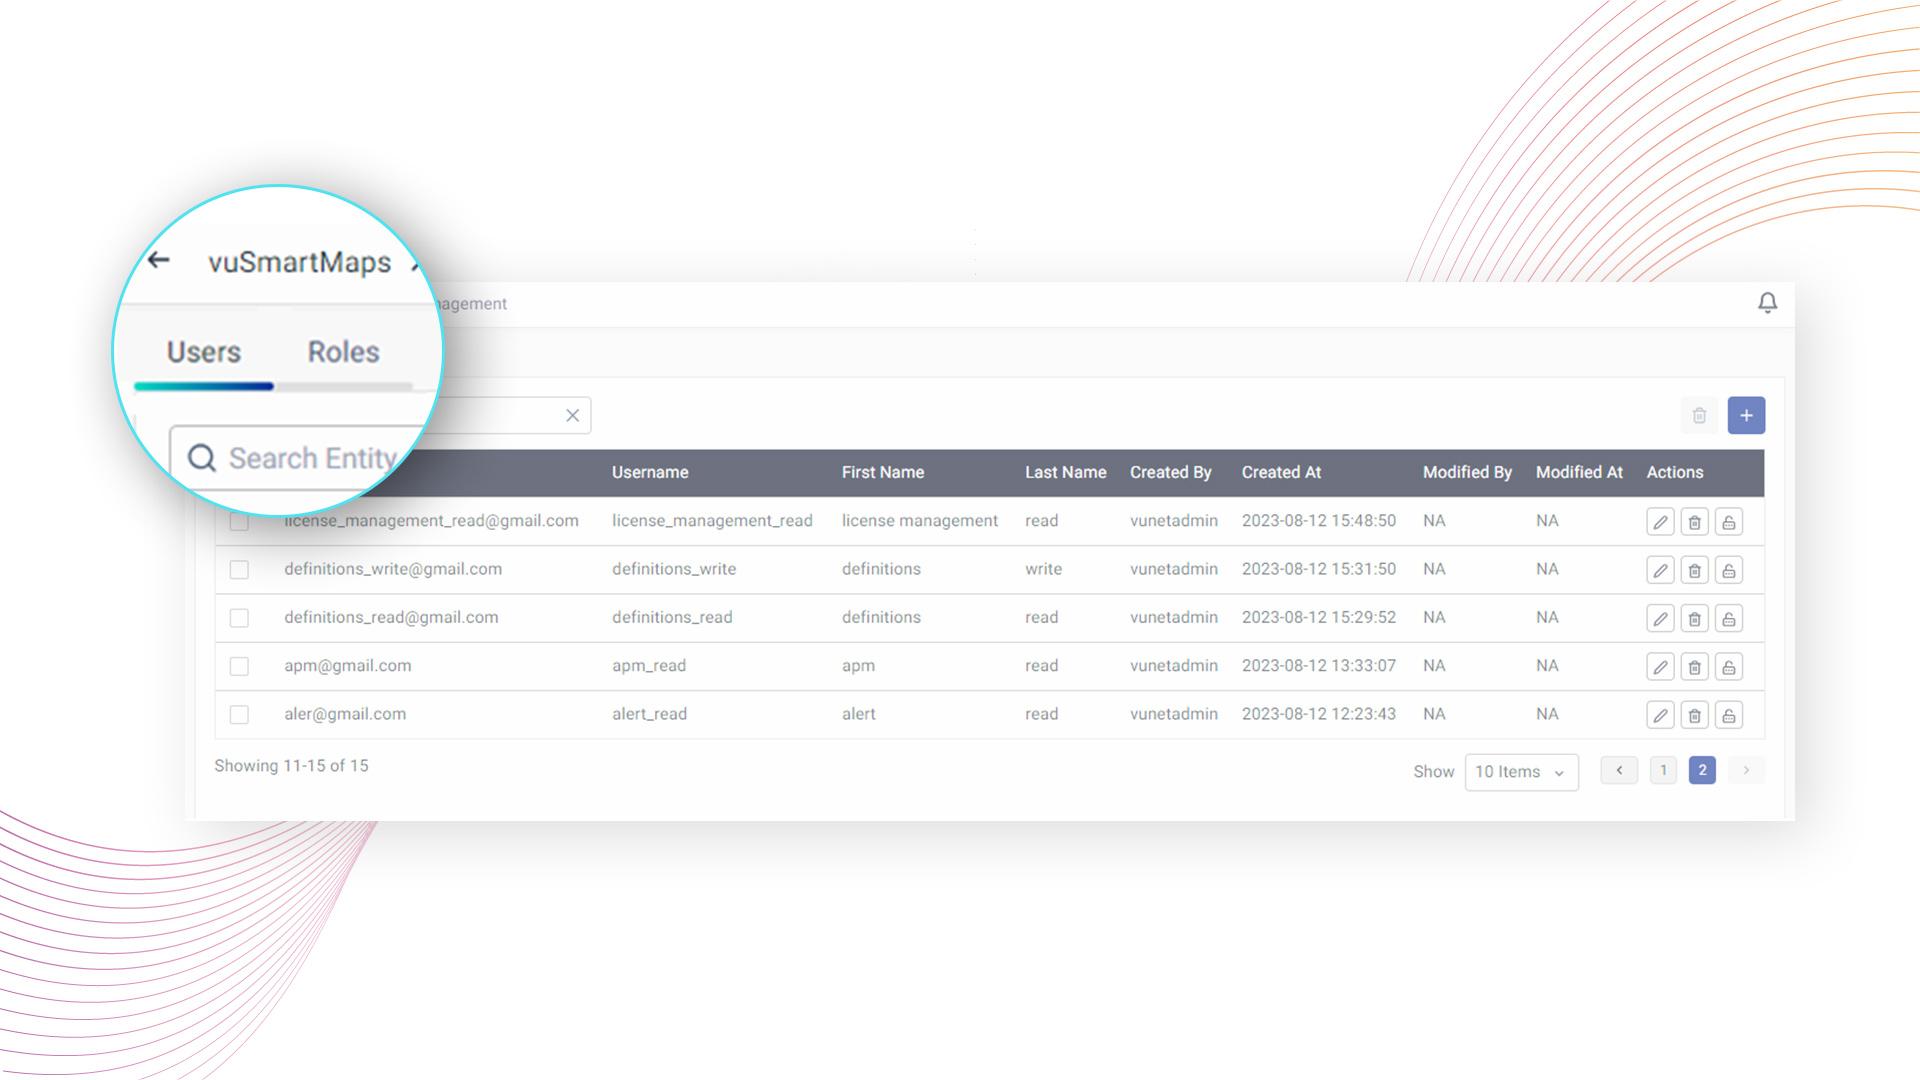 vuSmartMaps
agement
Users Roles
Search Entity
Username First Name Last Name Created By Created At Modified By Modified At Actions
license_management_read@gmail.com license_management_read license management read vunetadmin 2023-08-12 15:48:50 NA NA
definitions_write@gmail.com definitions_write definitions write vunetadmin 2023-08-12 15:31:50 NA NA
definitions_read@gmail.com definitions_read definitions read vunetadmin 2023-08-12 15:29:52 NA NA
apm@gmail.com apm_read apm read vunetadmin 2023-08-12 13:33:07 NA NA
aler@gmail.com alert_read alert read vunetadmin 2023-08-12 12:23:43 NA NA
Showing 11-15 of 15 Show 10 Items 1 2